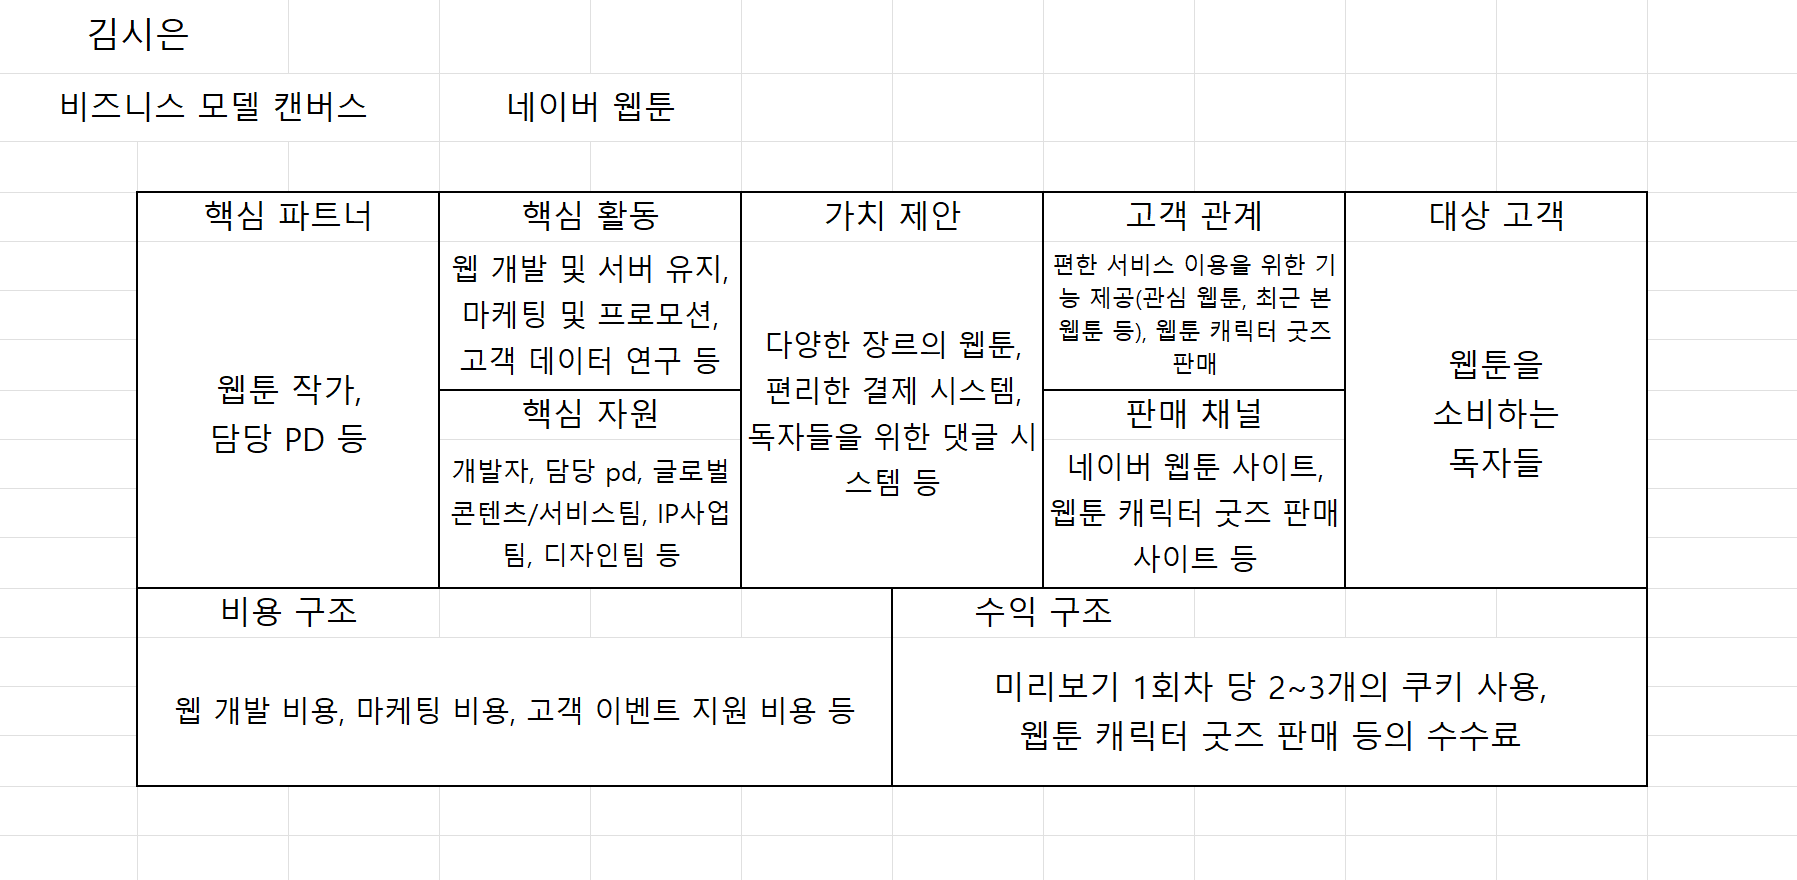 김시은
비즈니스 모델 캔버스
네이버 웹툰
핵심 파트너
웹툰 작가,
담당 PD 등
핵심 활동
웹 개발 및 서버 유지,
마케팅 및 프로모션,
고객 데이터 연구 등
핵심 자원
개발자, 담당 pd, 글로벌
콘텐츠/서비스팀, IP사업
팀, 디자인팀 등
가치 제안
다양한 장르의 웹툰,
편리한 결제 시스템,
독자들을 위한 댓글 시
스템 등
고객 관계
편한 서비스 이용을 위한 기
능 제공(관심 웹툰, 최근 본
웹툰 등), 웹툰 캐릭터 굿즈
판매
판매 채널
네이버 웹툰 사이트,
웹툰 캐릭터 굿즈 판매
사이트 등
대상 고객
웹툰을
소비하는
독자들
비용 구조
웹 개발 비용, 마케팅 비용, 고객 이벤트 지원 비용 등
수익 구조
미리보기 1회차 당 2~3개의 쿠키 사용,
웹툰 캐릭터 굿즈 판매 등의 수수료